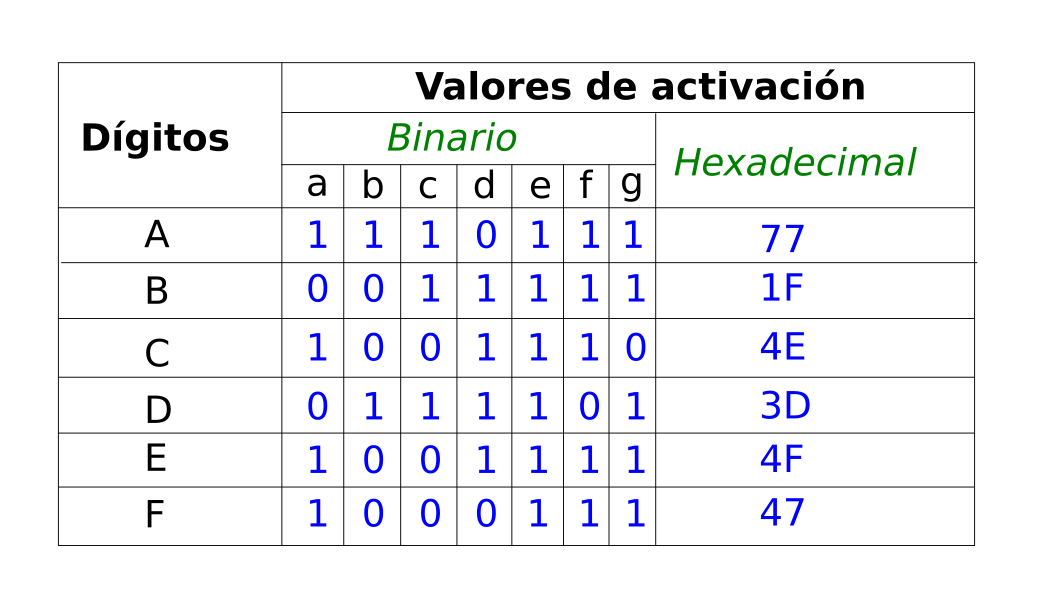 Valores de activación
Dígitos
Binario
Hexadecimal
a b c d e f g
A 1 1 1 0 1 1 1 77
B 0 0 1 1 1 1 1 1F
C 1 0 0 1 1 1 0 4E
D 0 1 1 1 1 0 1 3D
E 1 0 0 1 1 1 1 4F
F 1 0 0 0 1 1 1 47